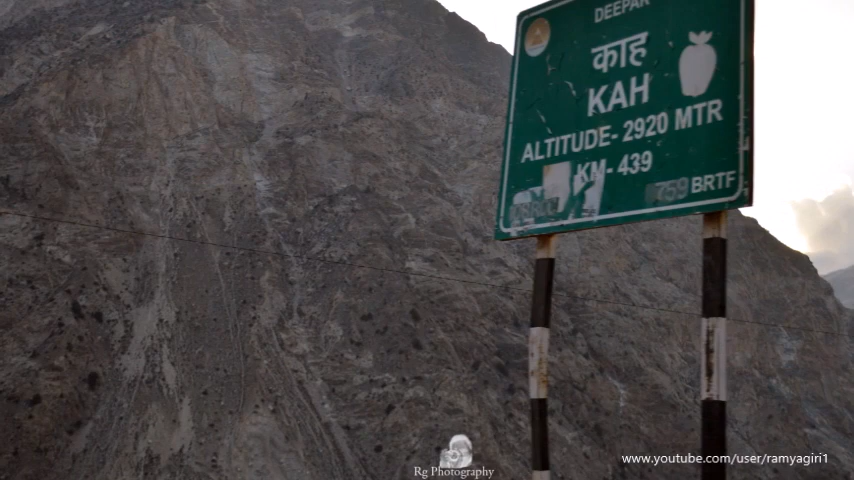 DEEPAK
काह
KAH
ALTITUDE- 2920 MTR
KM- 439
759 BRTF
Rg Photography
www.youtube.com/user/ramyagiri1